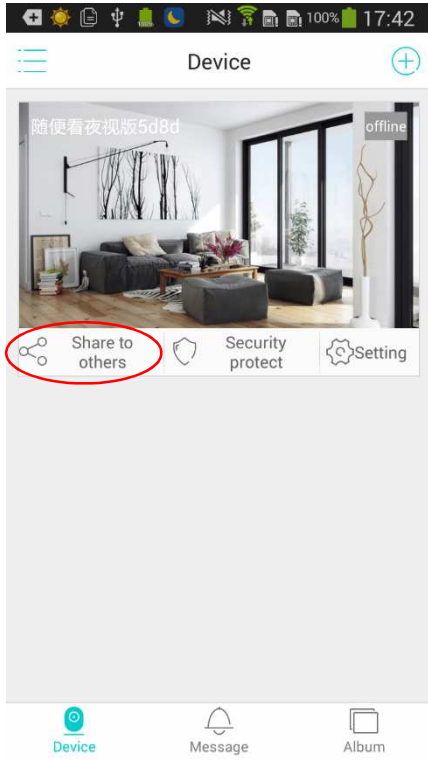 100% 17:42
Device
随便看夜视版5d8d
offline
Share to
others
Security
protect
Setting
Device
Message
Album